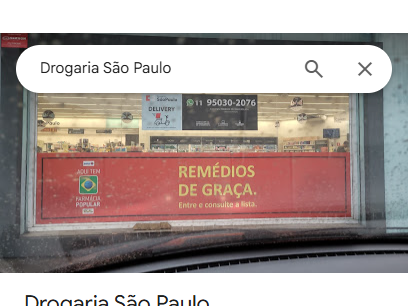 Drogaria São Paulo
SãoPaulo
DELIVERY
11 95030-2076
AQUI TEM
FARMÁCIA
POPULAR
REMÉDIOS
DE GRAÇA.
Entre e consulte a lista.
Drogaria São Paulo